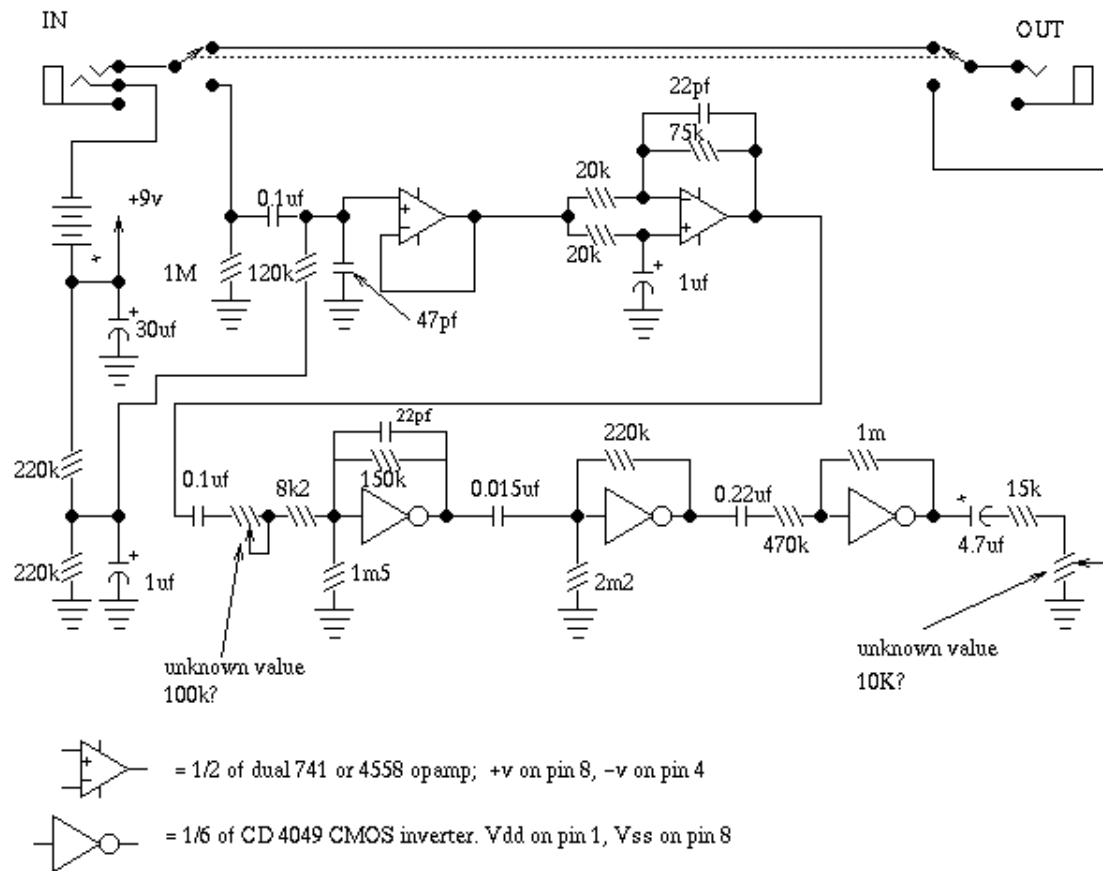 IN
OUT
22pf
75k
+9v
0.1uf
20k
+
−
−
+
1M
120k
20k
+
1uf
+
+
30uf
47pf
22pf
220k
1m
220k
0.1uf
150k
0.015uf
0.22uf
+
15k
8k2
470k
4.7uf
220k
+
1uf
1m5
2m2
unknown value
100k?
unknown value
10K?
+
−
= 1/2 of dual 741 or 4558 opamp; +v on pin 8, −v on pin 4
= 1/6 of CD 4049 CMOS inverter. Vdd on pin 1, Vss on pin 8